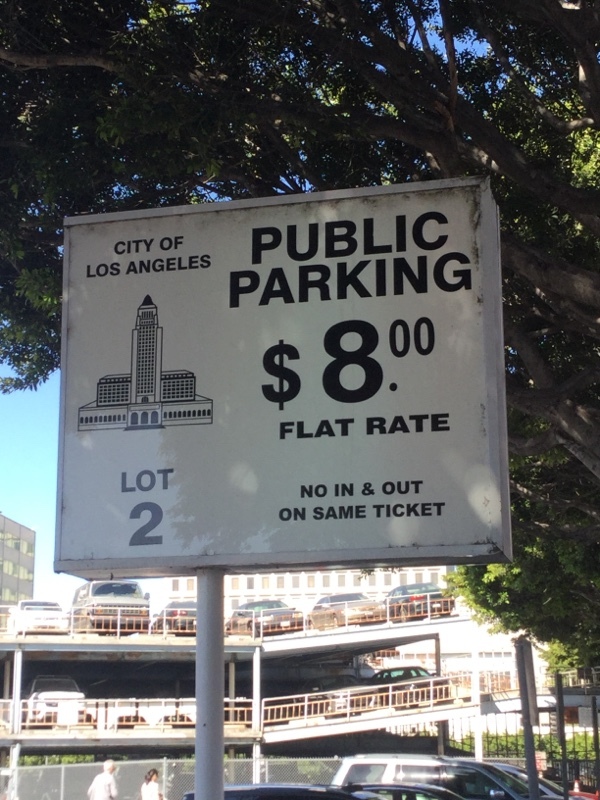 CITY OF
LOS ANGELES
PUBLIC
PARKING
$8.00
FLAT RATE
LOT
2
NO IN & OUT
ON SAME TICKET